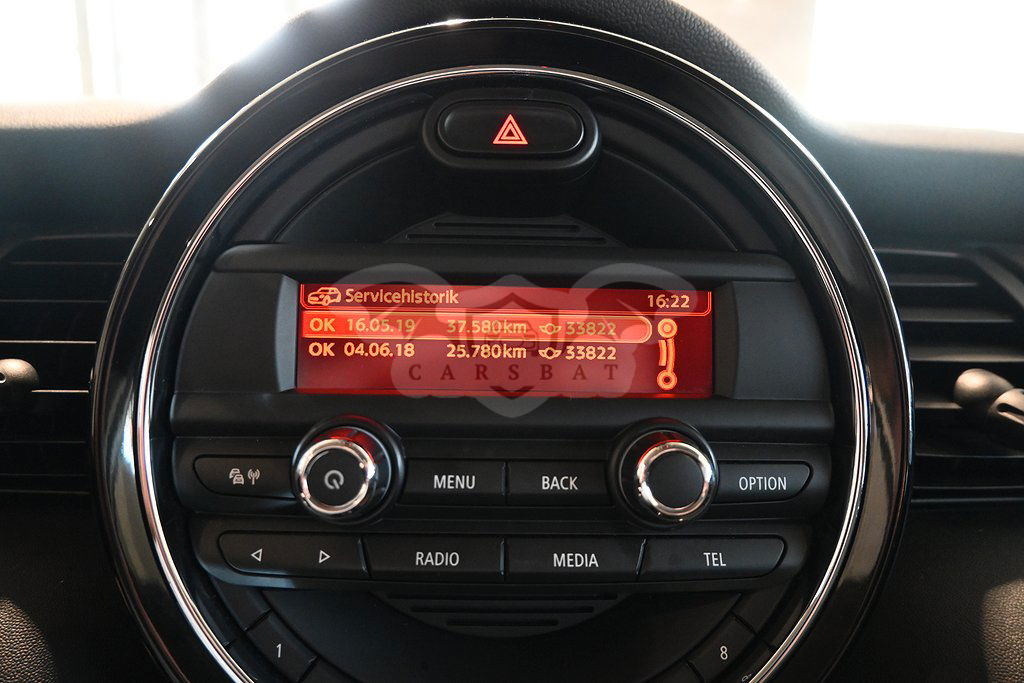 Servicehistorik 16:22
OK 16.05.19 37.580km 33822
OK 04.06.18 25.780km 33822
CARSBAT
MENU BACK OPTION
RADIO MEDIA TEL
1 8